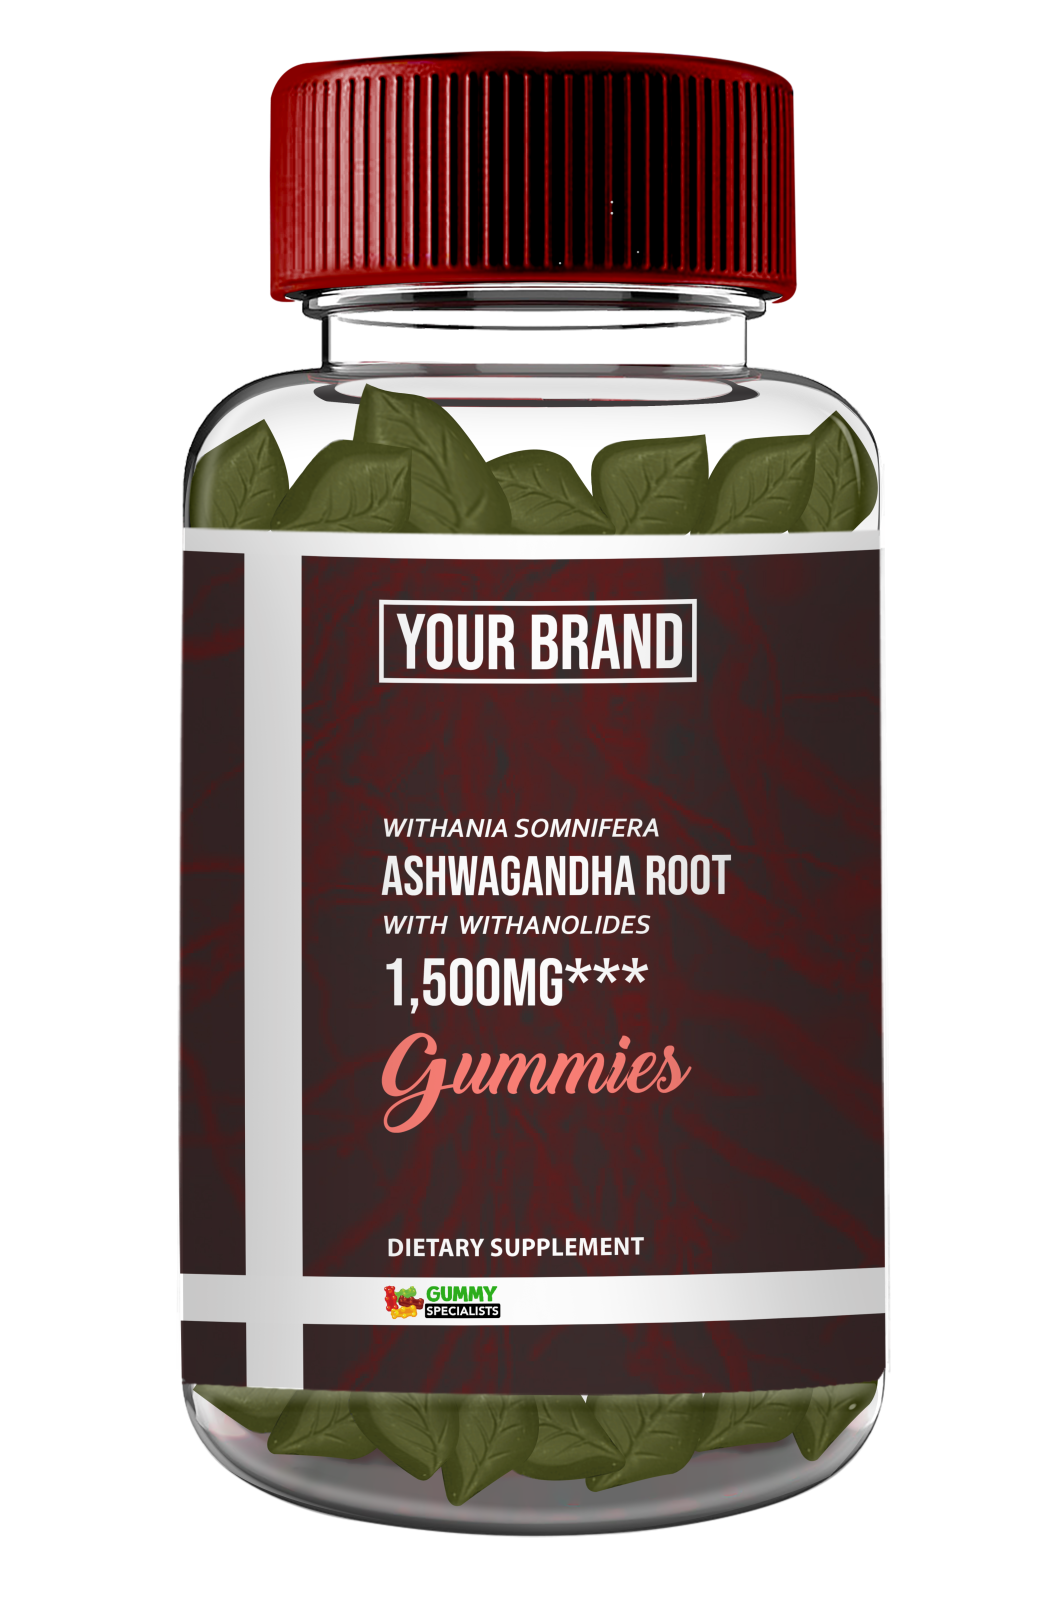 YOUR BRAND
WITHANIA SOMNIFERA
ASHWAGANDHA ROOT
WITH WITHANOLIDES
1,500MG***
Gummies
DIETARY SUPPLEMENT
GUMMY
SPECIALISTS